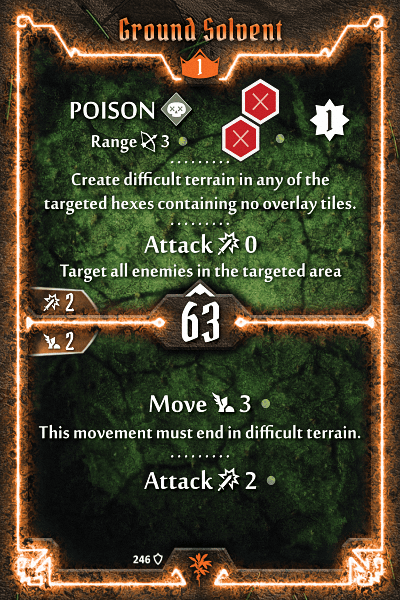 Ground Solvent
1
POISON
1
Range 3
Create difficult terrain in any of the
targeted hexes containing no overlay tiles.
Attack 0
Target all enemies in the targeted area
2
63
2
Move 3
This movement must end in difficult terrain.
Attack 2
246